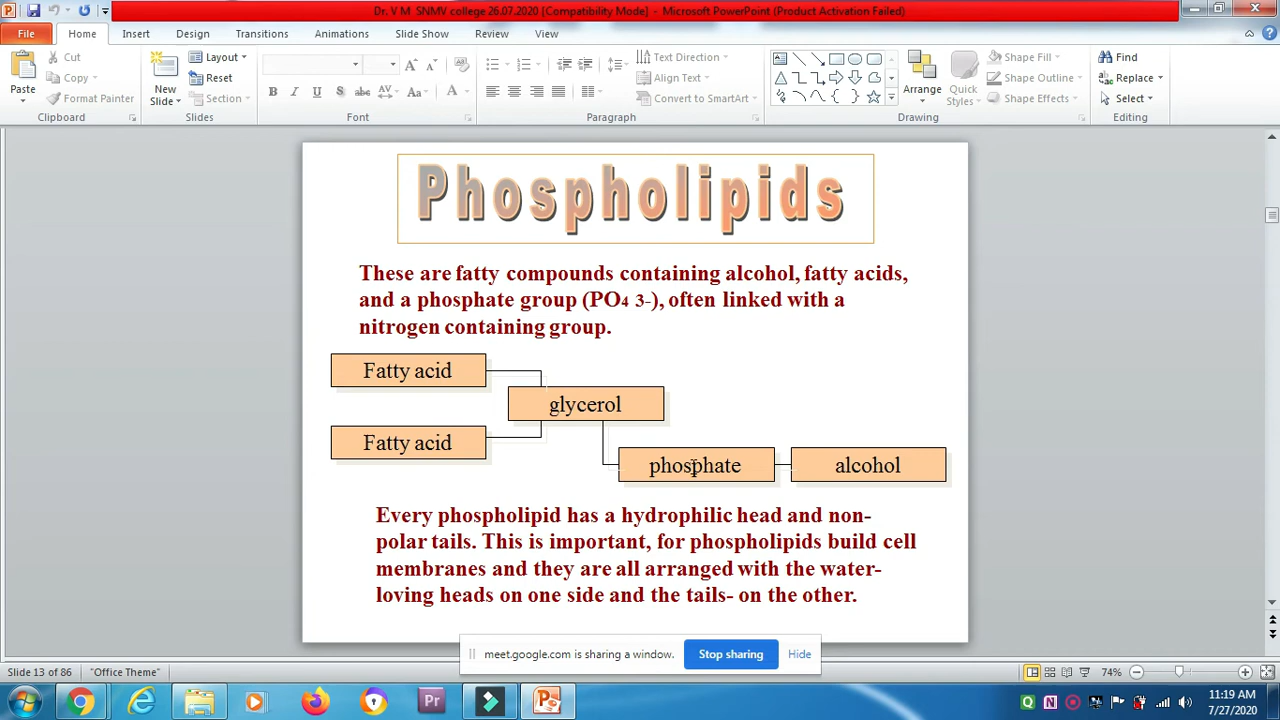 Dr. V M  SNMV college 26.07.2020 [Compatibility Mode]  -  Microsoft PowerPoint (Product Activation Failed)
File Home Insert Design Transitions Animations Slide Show Review View
Paste
Cut
Copy
Format Painter
Clipboard
New Slide
Layout
Reset
Section
Slides
Font
Text Direction
Align Text
Convert to SmartArt
Paragraph
Arrange
Quick Styles
Shape Fill
Shape Outline
Shape Effects
Drawing
Find
Replace
Select
Editing
Phospholipids
These are fatty compounds containing alcohol, fatty acids,
and a phosphate group (PO4 3-), often linked with a
nitrogen containing group.
Fatty acid
glycerol
Fatty acid
phosphate
alcohol
Every phospholipid has a hydrophilic head and non-
polar tails. This is important, for phospholipids build cell
membranes and they are all arranged with the water-
loving heads on one side and the tails- on the other.
meet.google.com is sharing a window. Stop sharing Hide
Slide 13 of 86 "Office Theme" 74%
11:19 AM
7/27/2020